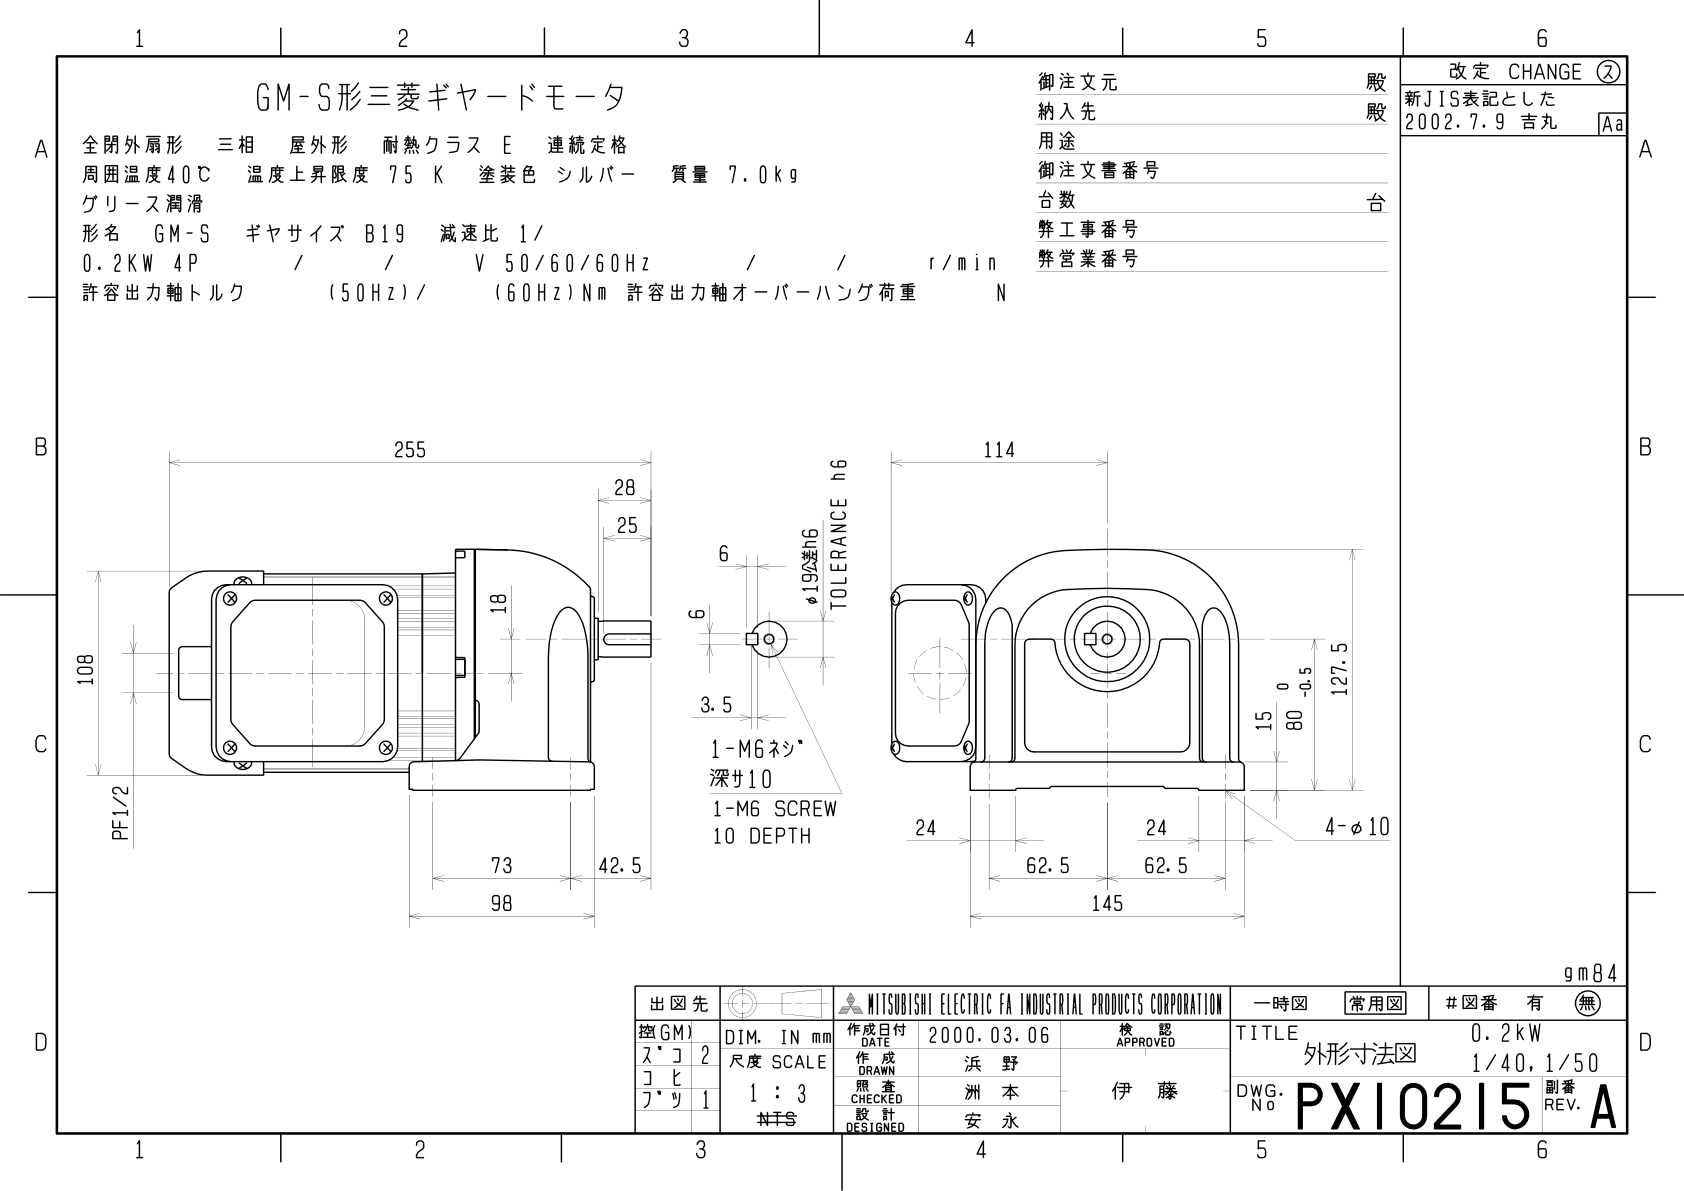 1 2 3 4 5 6
A
B
C
D
GM-S形三菱ギヤードモータ
全閉外扇形 三相 屋外形 耐熱クラス E 連続定格
周囲温度40℃ 温度上昇限度 75 K 塗装色 シルバー 質量 7.0kg
グリース潤滑
形名 GM-S ギヤサイズ B19 減速比 1/
0.2KW 4P / / V 50/60/60Hz / / r/min
許容出力軸トルク (50Hz)/ (60Hz)Nm 許容出力軸オーバーハング荷重 N
御注文元 殿
納入先 殿
用途
御注文書番号
台数 台
弊工事番号
弊営業番号
改定 CHANGE ス
新JIS表記とした
2002.7.9 吉丸 Aa
A
B
C
D
255
28
25
18
108
PF1/2
73
42.5
98
6
6
3.5
φ19公差h6
TOLERANCE h6
1-M6ネジ
深サ10
1-M6 SCREW
10 DEPTH
114
127.5
15
80 0 -0.5
24
24
4-φ10
62.5
62.5
145
gm84
出図先
控(GM)
ズコ 2
コピ
ブツ 1
DIM. IN mm
尺度 SCALE
1 : 3
NTS
MITSUBISHI ELECTRIC FA INDUSTRIAL PRODUCTS CORPORATION
作成日付 DATE 2000.03.06
作成 DRAWN 浜野
照査 CHECKED 洲本
設計 DESIGNED 安永
検認 APPROVED
伊藤
一時図 常用図 #図番 有 無
TITLE 0.2kW
外形寸法図 1/40,1/50
DWG. No PX10215 副番 REV. A
1 2 3 4 5 6